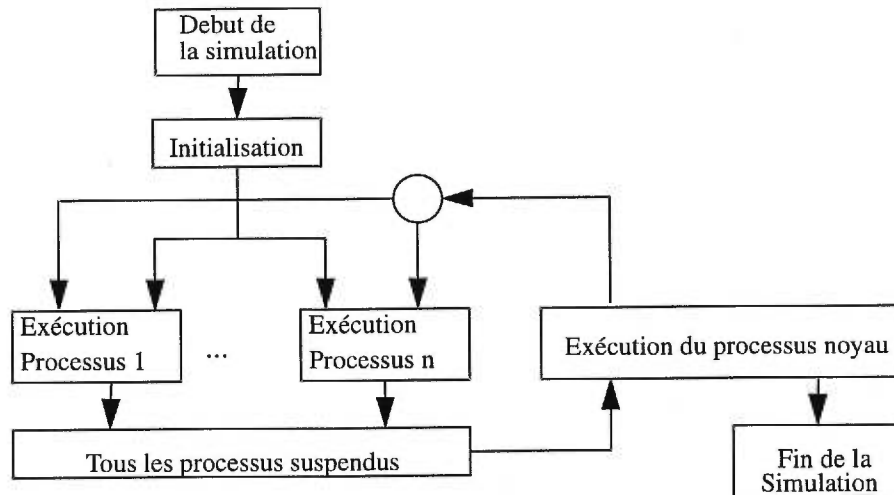 Debut de
la simulation
Initialisation
Exécution
Processus 1
...
Exécution
Processus n
Exécution du processus noyau
Tous les processus suspendus
Fin de la
Simulation